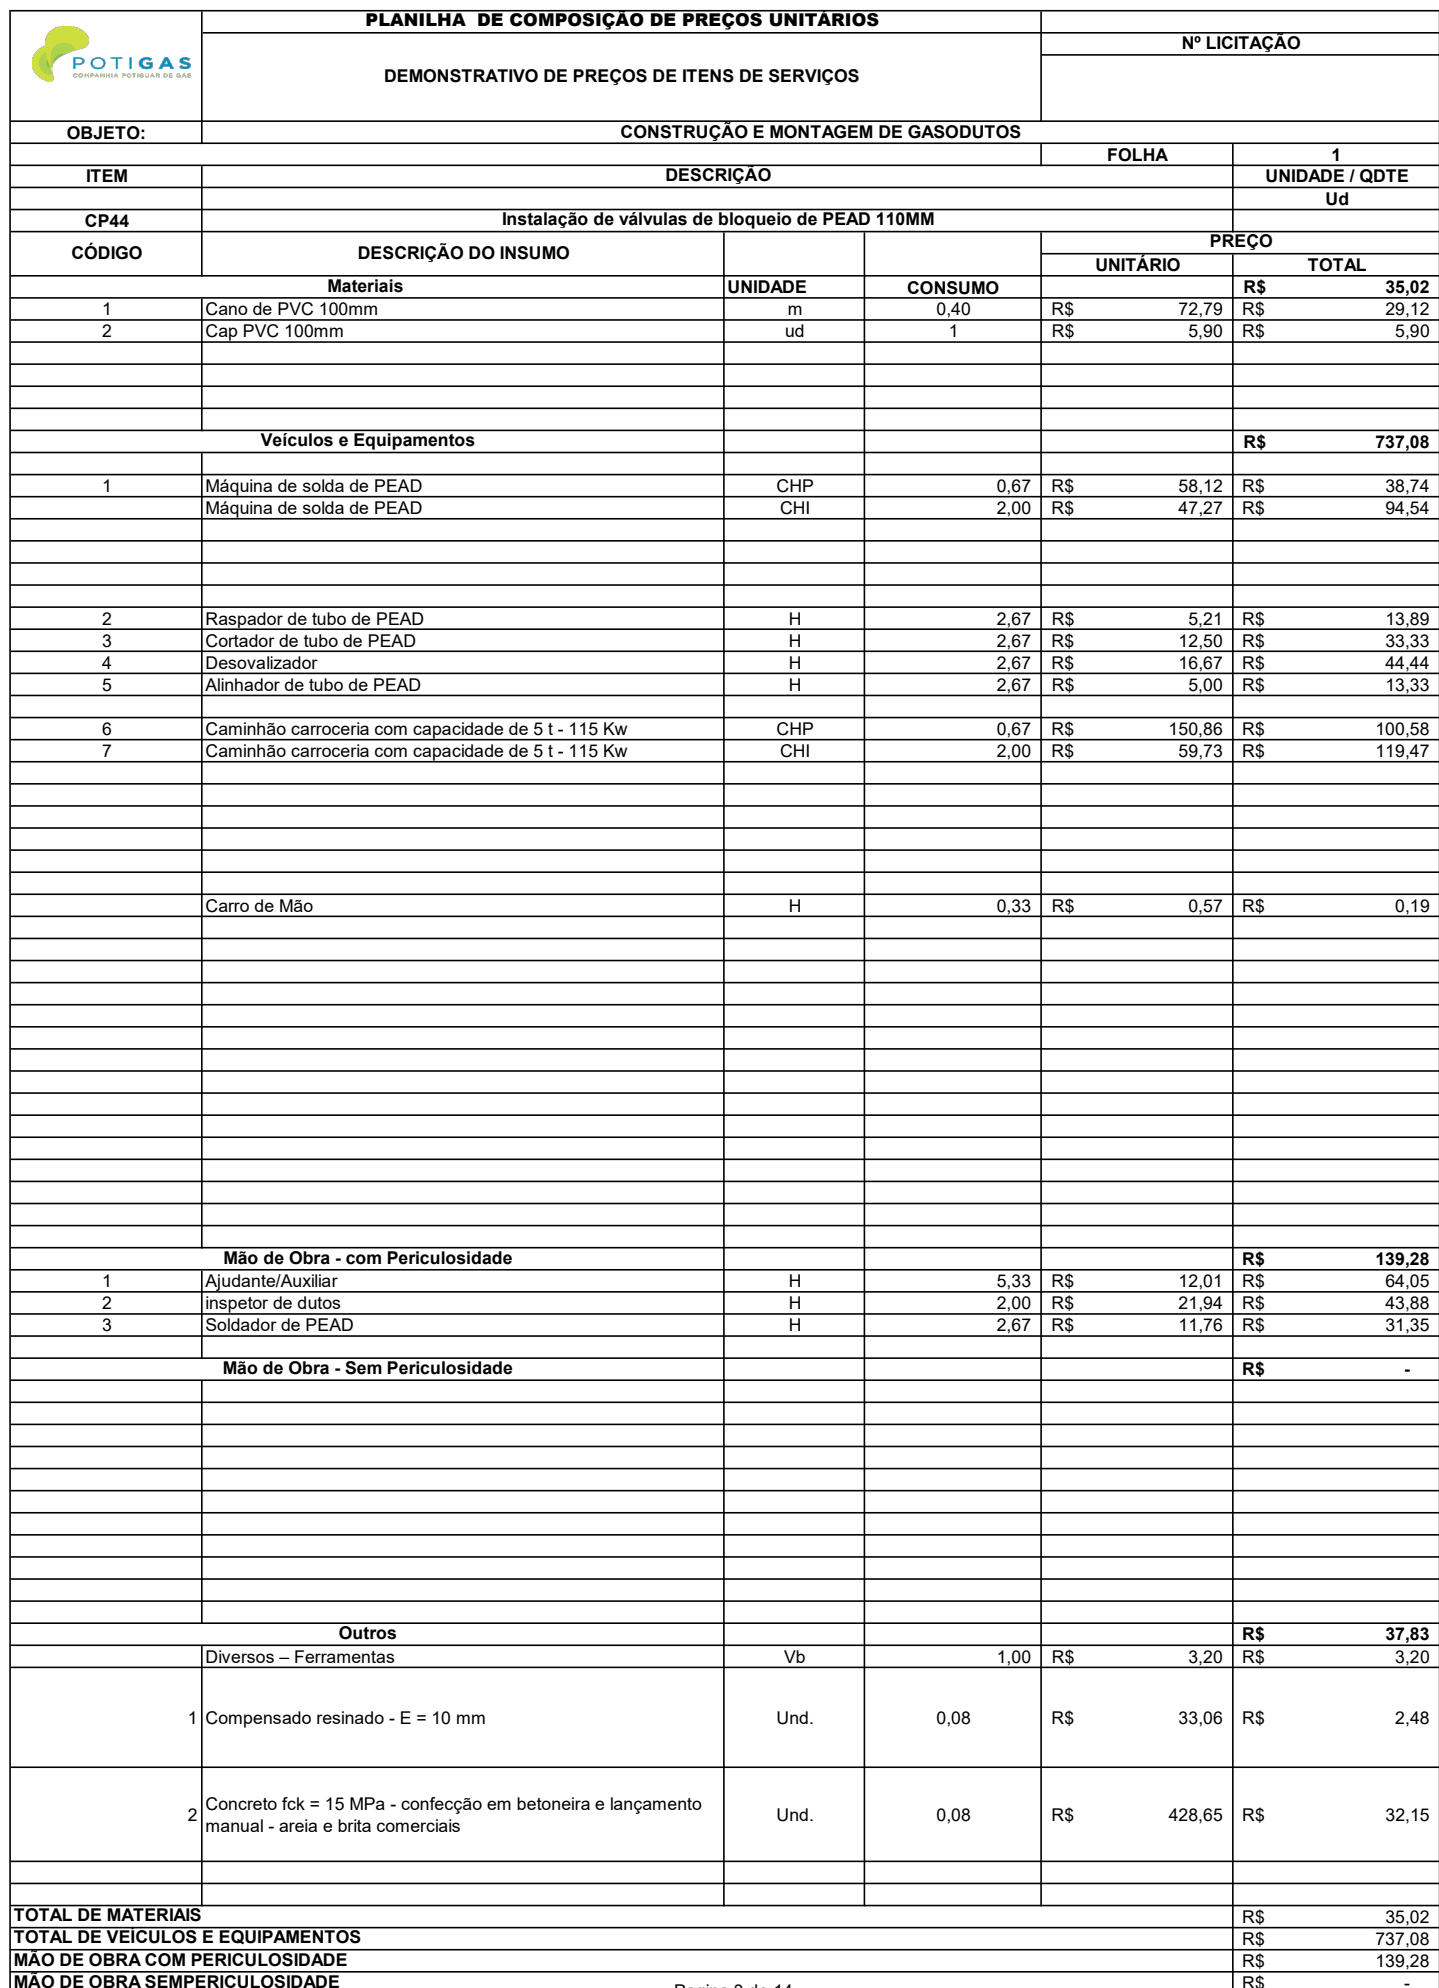 PLANILHA DE COMPOSIÇÃO DE PREÇOS UNITÁRIOS
POTIGAS
COMPANHIA POTIGUAR DE GÁS
Nº LICITAÇÃO
DEMONSTRATIVO DE PREÇOS DE ITENS DE SERVIÇOS
OBJETO: CONSTRUÇÃO E MONTAGEM DE GASODUTOS
FOLHA 1
ITEM DESCRIÇÃO UNIDADE / QDTE
Ud
CP44 Instalação de válvulas de bloqueio de PEAD 110MM
CÓDIGO DESCRIÇÃO DO INSUMO PREÇO
UNITÁRIO TOTAL
Materiais UNIDADE CONSUMO R$ 35,02
1 Cano de PVC 100mm m 0,40 R$ 72,79 R$ 29,12
2 Cap PVC 100mm ud 1 R$ 5,90 R$ 5,90
Veículos e Equipamentos R$ 737,08
1 Máquina de solda de PEAD CHP 0,67 R$ 58,12 R$ 38,74
Máquina de solda de PEAD CHI 2,00 R$ 47,27 R$ 94,54
2 Raspador de tubo de PEAD H 2,67 R$ 5,21 R$ 13,89
3 Cortador de tubo de PEAD H 2,67 R$ 12,50 R$ 33,33
4 Desovalizador H 2,67 R$ 16,67 R$ 44,44
5 Alinhador de tubo de PEAD H 2,67 R$ 5,00 R$ 13,33
6 Caminhão carroceria com capacidade de 5 t - 115 Kw CHP 0,67 R$ 150,86 R$ 100,58
7 Caminhão carroceria com capacidade de 5 t - 115 Kw CHI 2,00 R$ 59,73 R$ 119,47
Carro de Mão H 0,33 R$ 0,57 R$ 0,19
Mão de Obra - com Periculosidade R$ 139,28
1 Ajudante/Auxiliar H 5,33 R$ 12,01 R$ 64,05
2 inspetor de dutos H 2,00 R$ 21,94 R$ 43,88
3 Soldador de PEAD H 2,67 R$ 11,76 R$ 31,35
Mão de Obra - Sem Periculosidade R$ -
Outros R$ 37,83
Diversos – Ferramentas Vb 1,00 R$ 3,20 R$ 3,20
1 Compensado resinado - E = 10 mm Und. 0,08 R$ 33,06 R$ 2,48
2 Concreto fck = 15 MPa - confecção em betoneira e lançamento manual - areia e brita comerciais Und. 0,08 R$ 428,65 R$ 32,15
TOTAL DE MATERIAIS R$ 35,02
TOTAL DE VEÍCULOS E EQUIPAMENTOS R$ 737,08
MÃO DE OBRA COM PERICULOSIDADE R$ 139,28
MÃO DE OBRA SEMPERICULOSIDADE R$ -